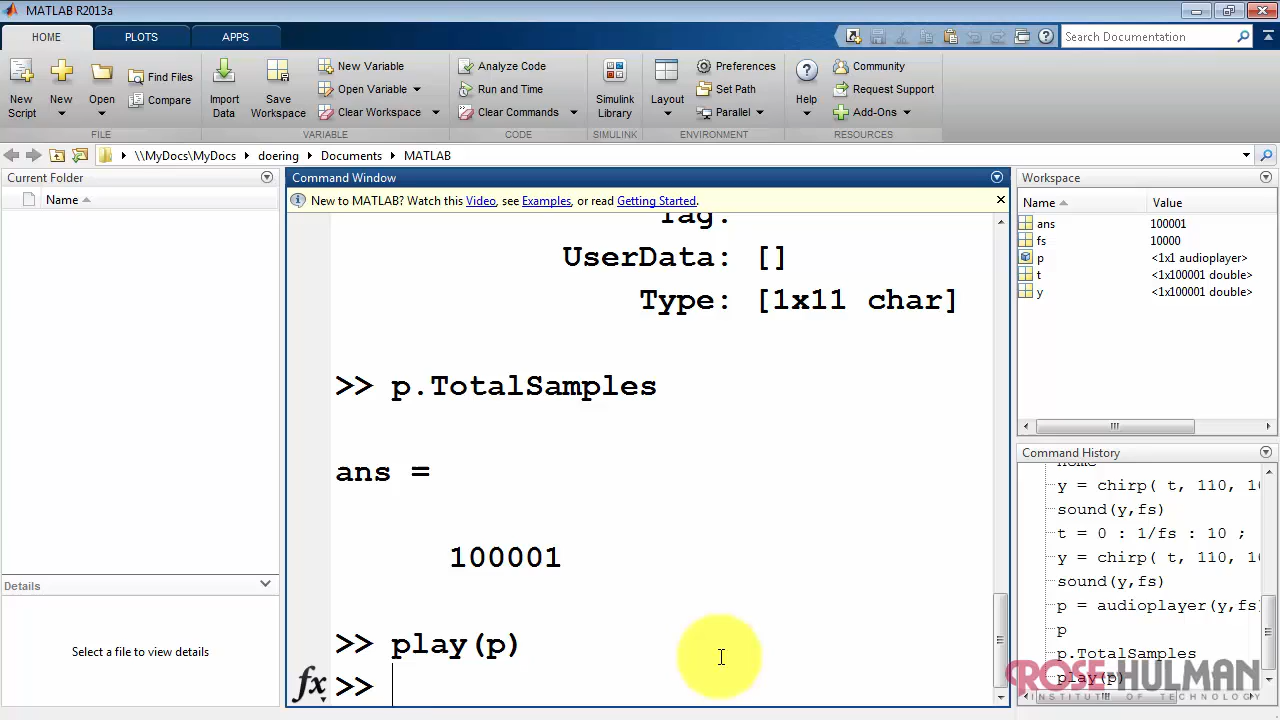 MATLAB R2013a
HOME PLOTS APPS
Search Documentation
New Script
New
Open
Find Files
Compare
FILE
Import Data
Save Workspace
New Variable
Open Variable
Clear Workspace
VARIABLE
Analyze Code
Run and Time
Clear Commands
CODE
Simulink Library
SIMULINK
Layout
Preferences
Set Path
Parallel
ENVIRONMENT
Help
Community
Request Support
Add-Ons
RESOURCES
\\MyDocs\MyDocs doering Documents MATLAB
Current Folder
Name
Details
Select a file to view details
Command Window
New to MATLAB? Watch this Video, see Examples, or read Getting Started.
Tag:
UserData: []
Type: [1x11 char]
>> p.TotalSamples
ans =
100001
>> play(p)
fx >>
Workspace
Name Value
ans 100001
fs 10000
p <1x1 audioplayer>
t <1x100001 double>
y <1x100001 double>
Command History
home
y = chirp( t, 110, 10
sound(y,fs)
t = 0 : 1/fs : 10 ;
y = chirp( t, 110, 10
sound(y,fs)
p = audioplayer(y,fs
p
p.TotalSamples
play(p)
ROSE-HULMAN
INSTITUTE OF TECHNOLOGY